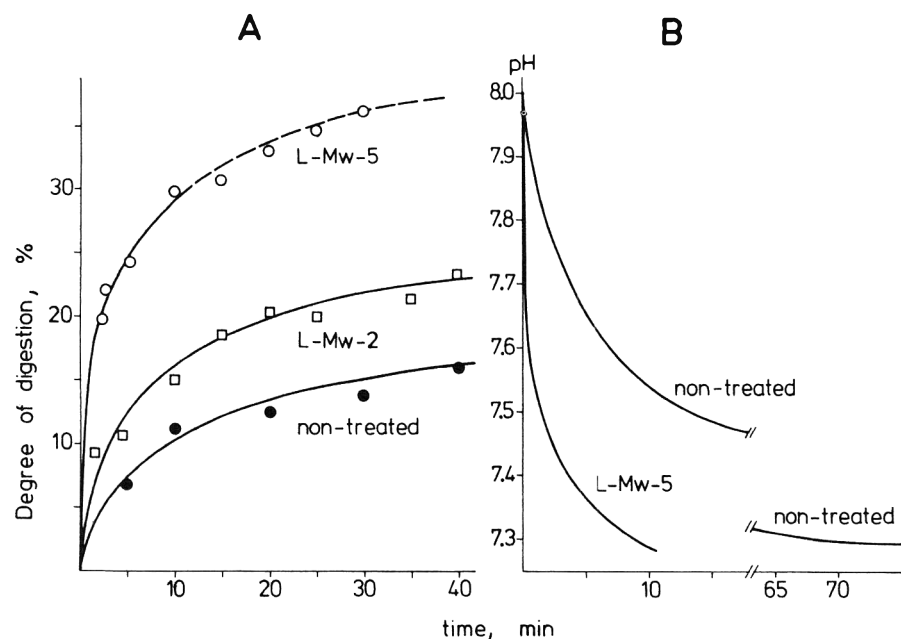 A
B
Degree of digestion, %
30
20
10
L-Mw-5
L-Mw-2
non-treated
10
20
30
40
pH
8.0
7.9
7.8
7.7
7.6
7.5
7.4
7.3
non-treated
L-Mw-5
non-treated
10
65
70
time, min